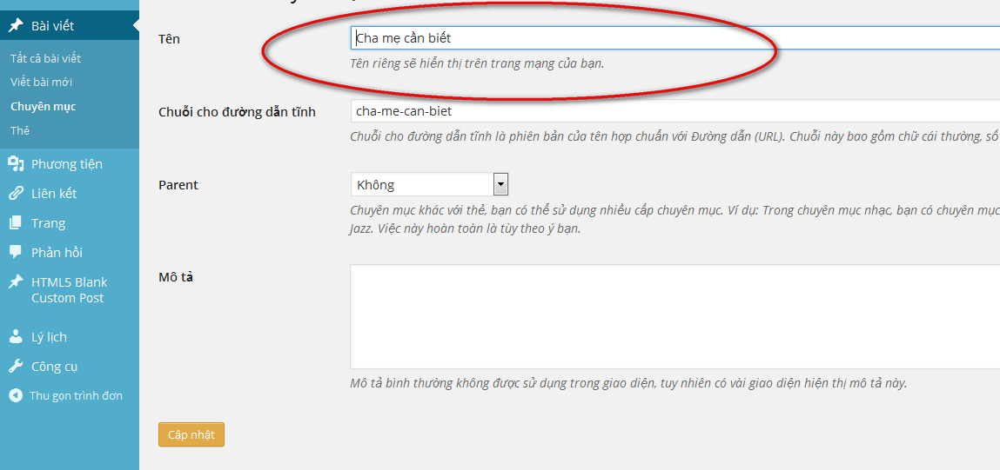 Bài viết
Tất cả bài viết
Viết bài mới
Chuyên mục
Thẻ
Phương tiện
Liên kết
Trang
Phản hồi
HTML5 Blank
Custom Post
Lý lịch
Công cụ
Thu gọn trình đơn
Tên
Cha mẹ cần biết
Tên riêng sẽ hiển thị trên trang mạng của bạn.
Chuỗi cho đường dẫn tĩnh
cha-me-can-biet
Chuỗi cho đường dẫn tĩnh là phiên bản của tên hợp chuẩn với Đường dẫn (URL). Chuỗi này bao gồm chữ cái thường, số
Parent
Không
Chuyên mục khác với thẻ, bạn có thể sử dụng nhiều cấp chuyên mục. Ví dụ: Trong chuyên mục nhạc, bạn có chuyên mục
Jazz. Việc này hoàn toàn là tùy theo ý bạn.
Mô tả
Mô tả bình thường không được sử dụng trong giao diện, tuy nhiên có vài giao diện hiện thị mô tả này.
Cập nhật